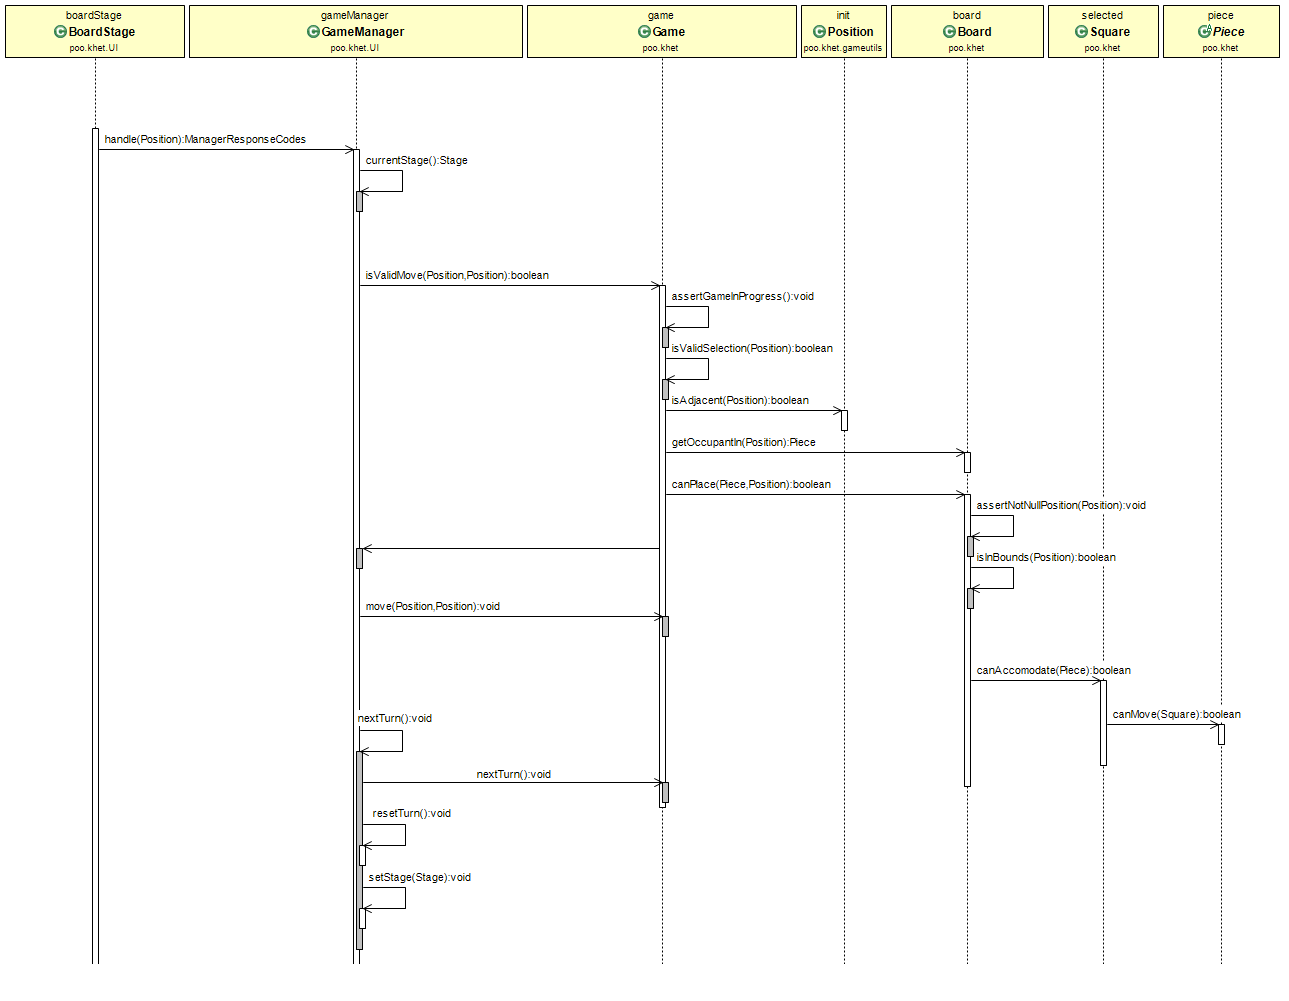 boardStage
BoardStage
poo.khet.UI
gameManager
GameManager
poo.khet.UI
game
Game
poo.khet
init
Position
poo.khet.gameutils
board
Board
poo.khet
selected
Square
poo.khet
piece
Piece
poo.khet
handle(Position):ManagerResponseCodes
currentStage():Stage
isValidMove(Position,Position):boolean
assertGameInProgress():void
isValidSelection(Position):boolean
isAdjacent(Position):boolean
getOccupantIn(Position):Piece
canPlace(Piece,Position):boolean
assertNotNullPosition(Position):void
isInBounds(Position):boolean
move(Position,Position):void
canAccomodate(Piece):boolean
canMove(Square):boolean
nextTurn():void
nextTurn():void
resetTurn():void
setStage(Stage):void